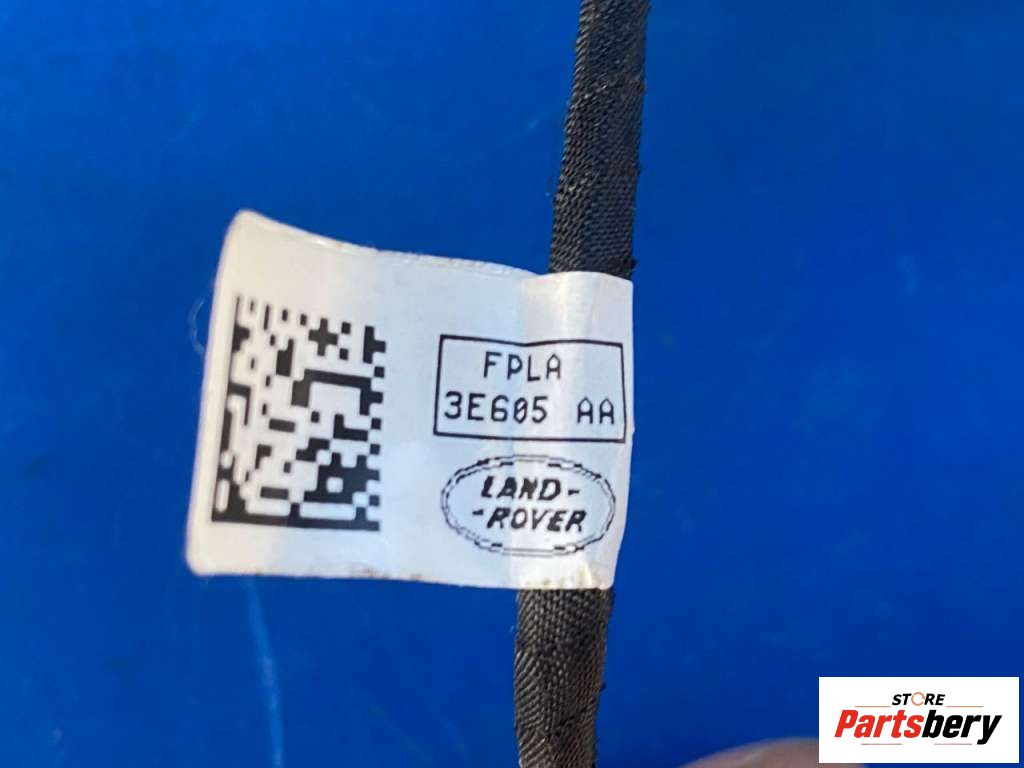 FPLA
3E605 AA
LAND-
-ROVER
STORE
Partsbery